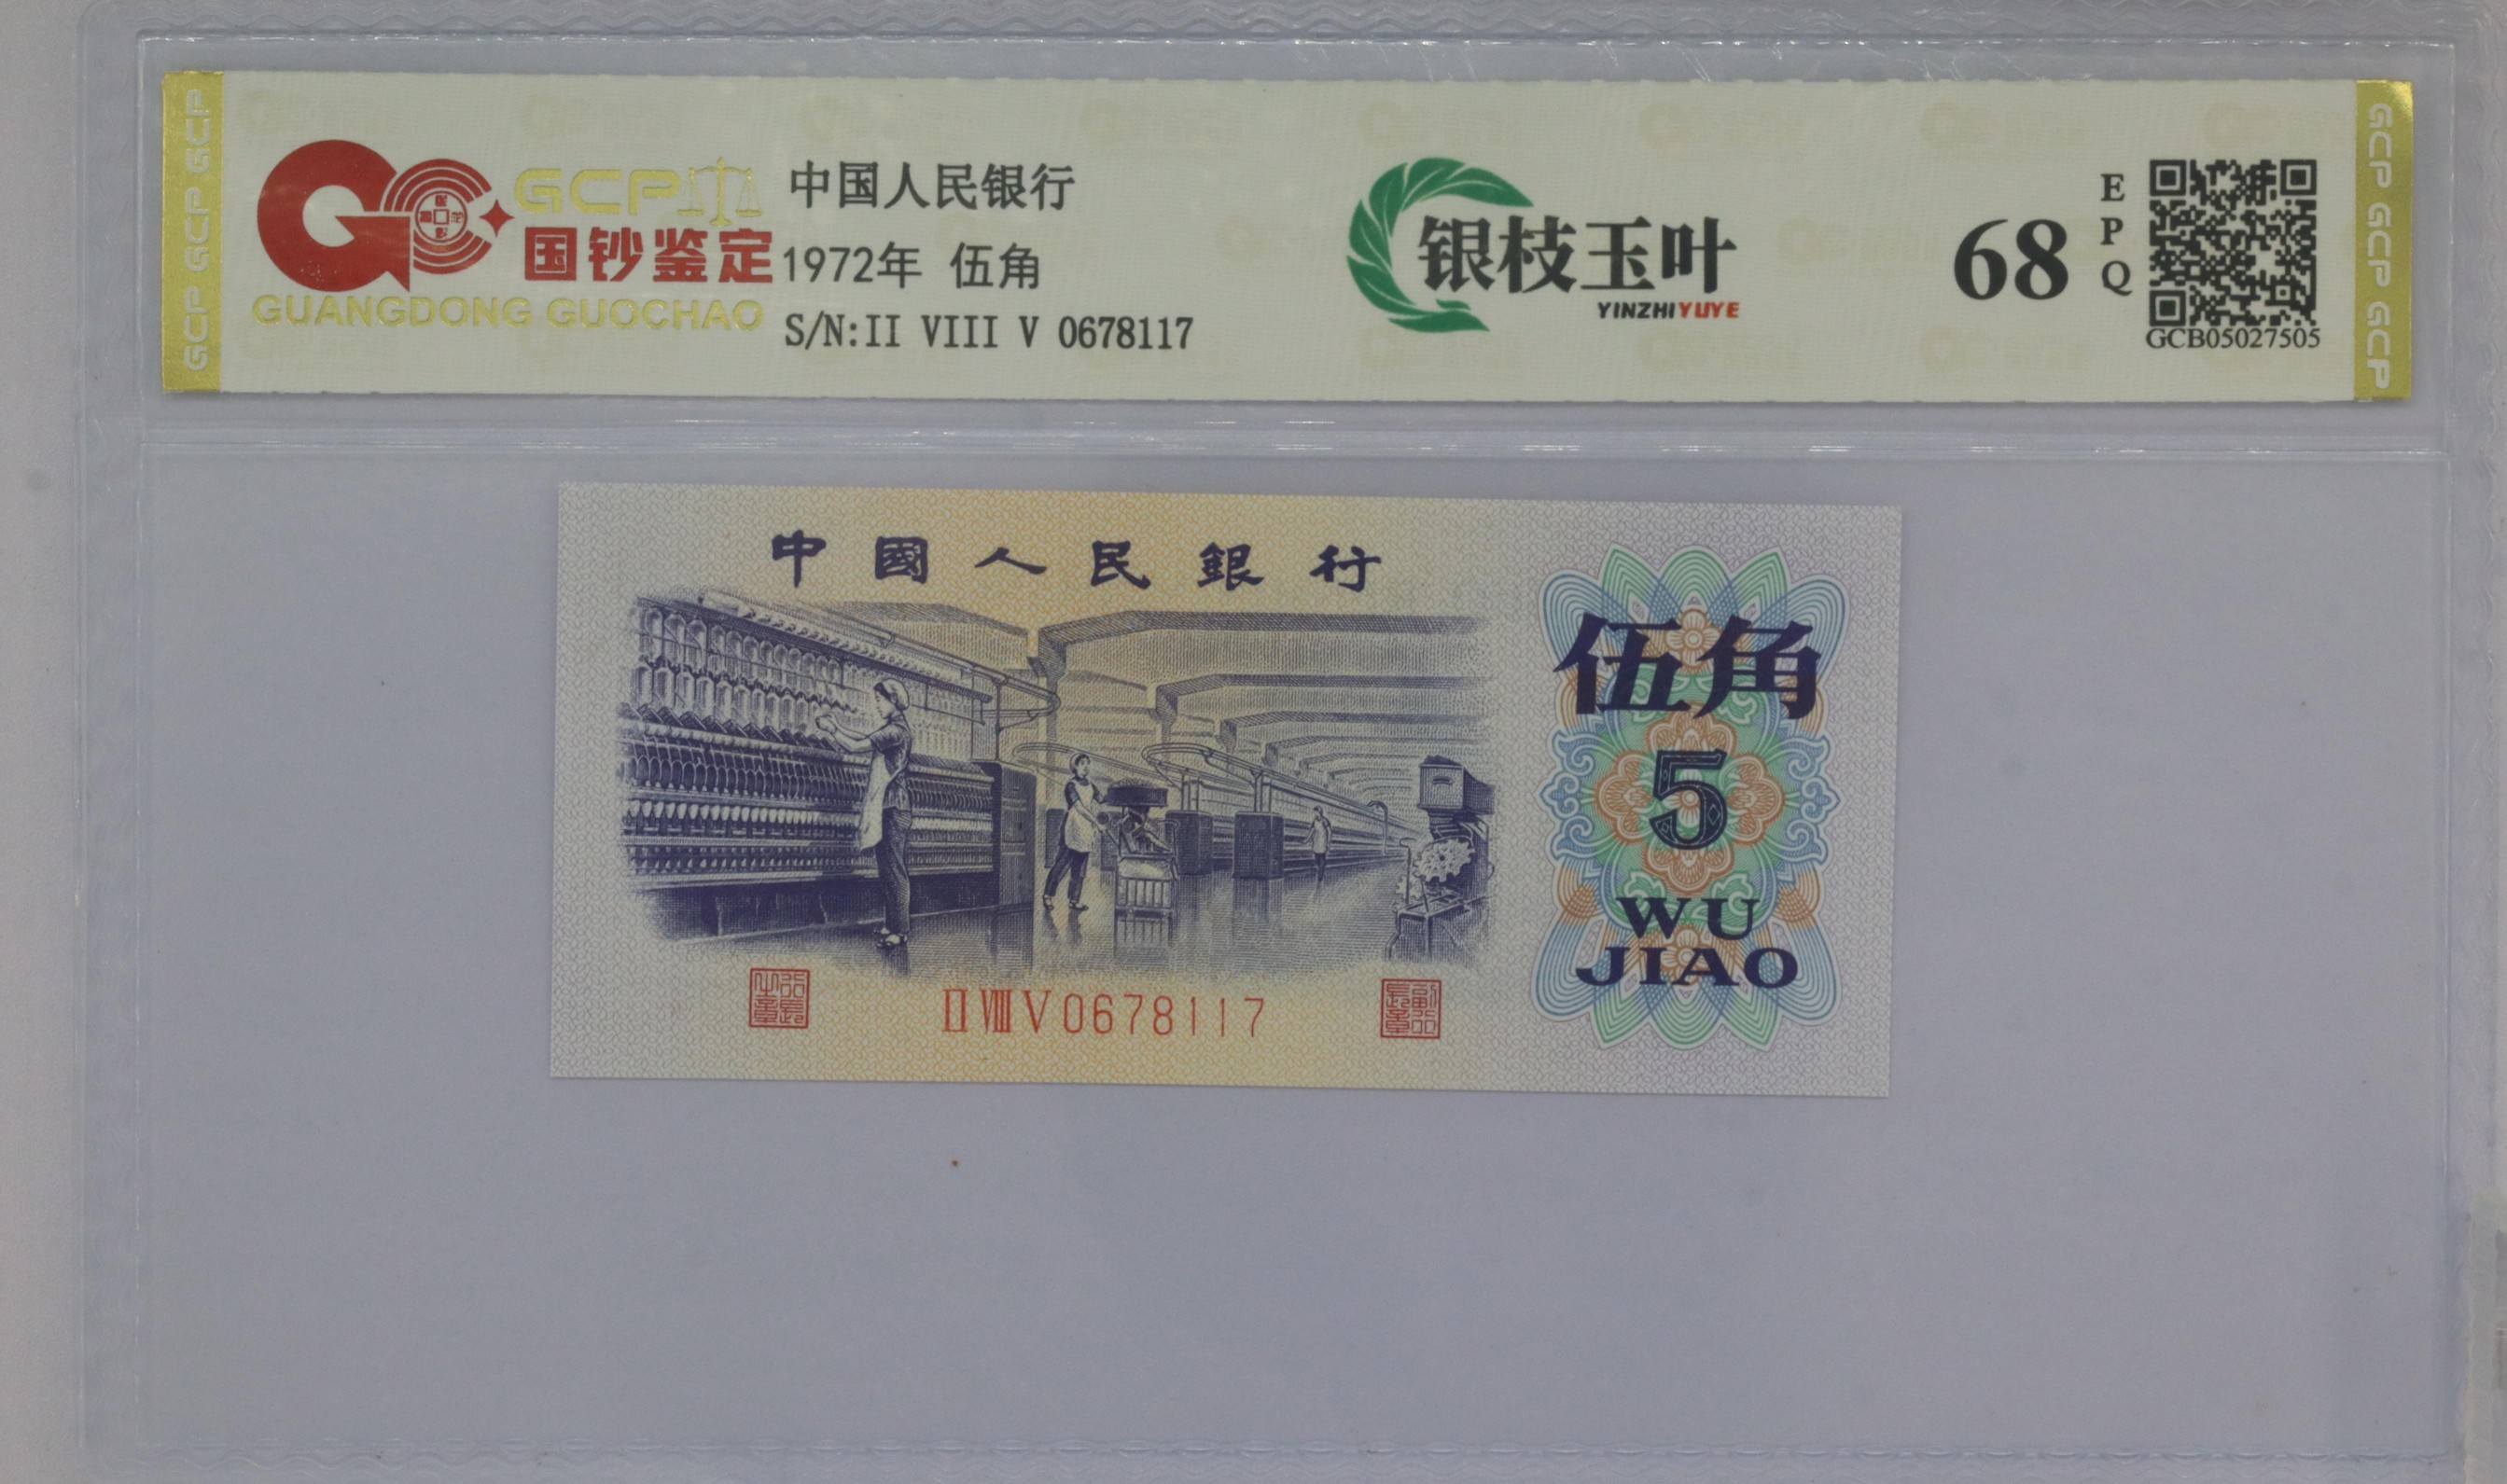 GCP GCP GCP
GCP
国钞鉴定
GUANGDONG GUOCHAO
中国人民银行
1972年 伍角
S/N:II VIII V 0678117
银枝玉叶
YINZHIYUYE
68
EPQ
GCB05027505
GCP GCP GCP
中國人民銀行
伍角
5
WU
JIAO
II VIII V 0678117